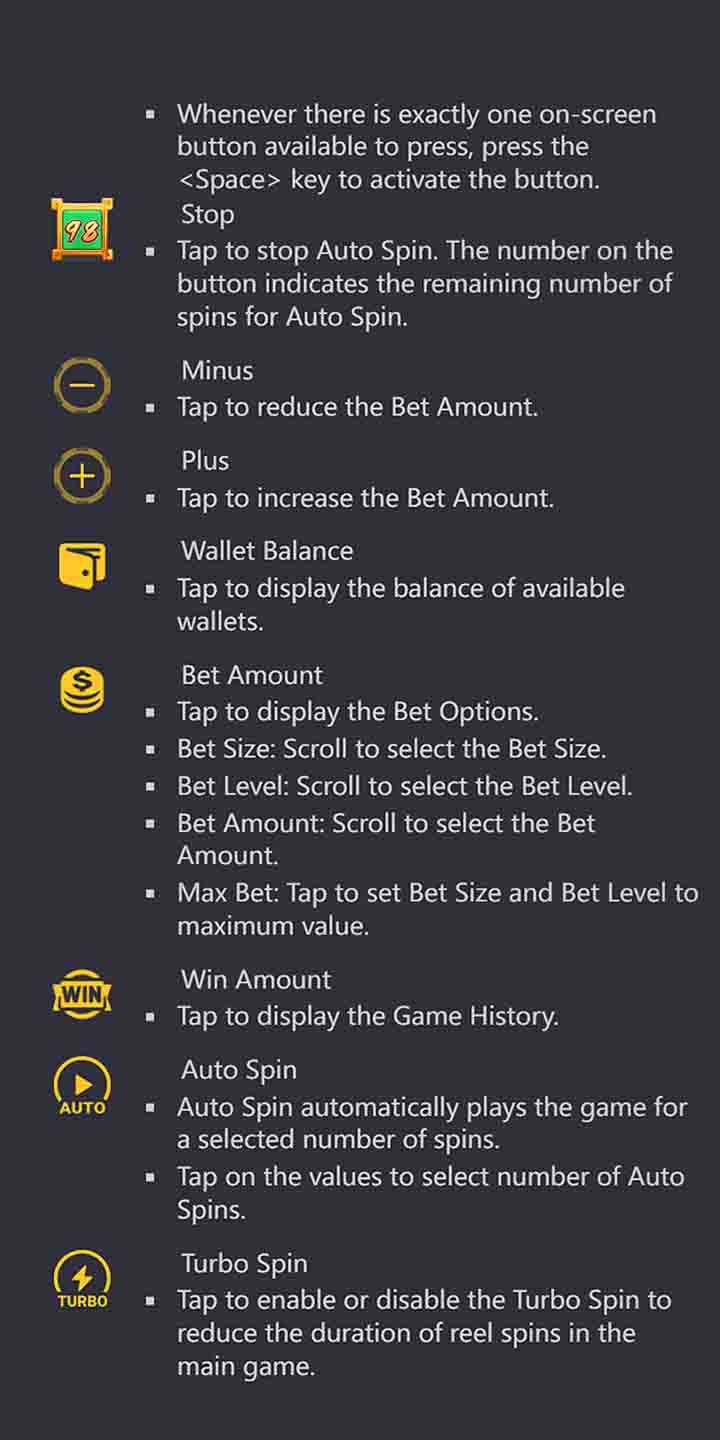 ▪ Whenever there is exactly one on-screen
button available to press, press the
<Space> key to activate the button.
98
Stop
▪ Tap to stop Auto Spin. The number on the
button indicates the remaining number of
spins for Auto Spin.
Minus
▪ Tap to reduce the Bet Amount.
Plus
▪ Tap to increase the Bet Amount.
Wallet Balance
▪ Tap to display the balance of available
wallets.
$
Bet Amount
▪ Tap to display the Bet Options.
▪ Bet Size: Scroll to select the Bet Size.
▪ Bet Level: Scroll to select the Bet Level.
▪ Bet Amount: Scroll to select the Bet
Amount.
▪ Max Bet: Tap to set Bet Size and Bet Level to
maximum value.
WIN
Win Amount
▪ Tap to display the Game History.
AUTO
Auto Spin
▪ Auto Spin automatically plays the game for
a selected number of spins.
▪ Tap on the values to select number of Auto
Spins.
TURBO
Turbo Spin
▪ Tap to enable or disable the Turbo Spin to
reduce the duration of reel spins in the
main game.